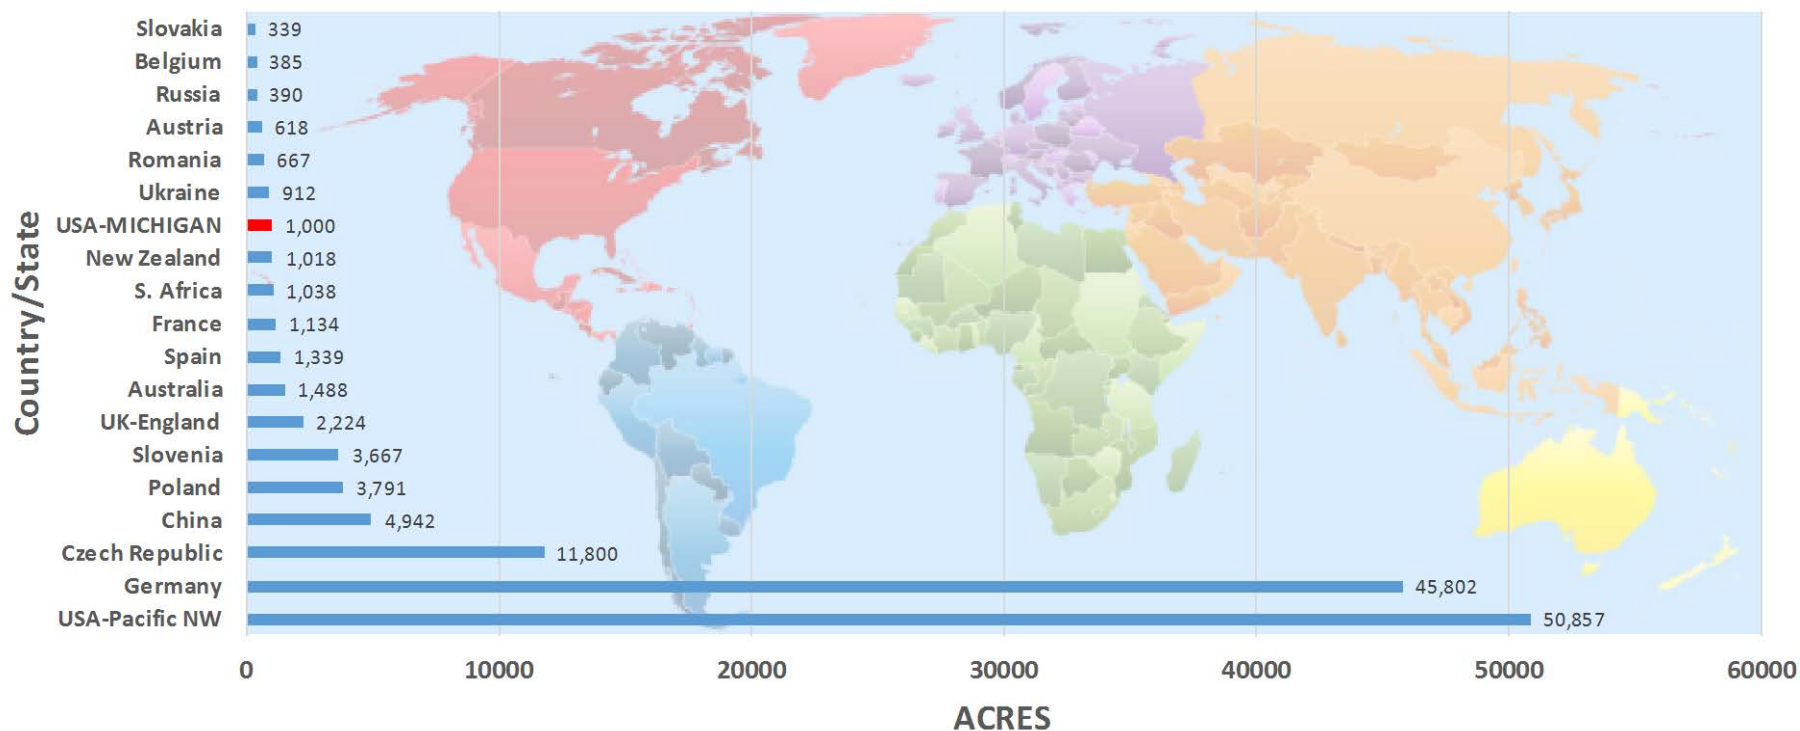 Country/State
Slovakia 339
Belgium 385
Russia 390
Austria 618
Romania 667
Ukraine 912
USA-MICHIGAN 1,000
New Zealand 1,018
S. Africa 1,038
France 1,134
Spain 1,339
Australia 1,488
UK-England 2,224
Slovenia 3,667
Poland 3,791
China 4,942
Czech Republic 11,800
Germany 45,802
USA-Pacific NW 50,857
0 10000 20000 30000 40000 50000 60000
ACRES